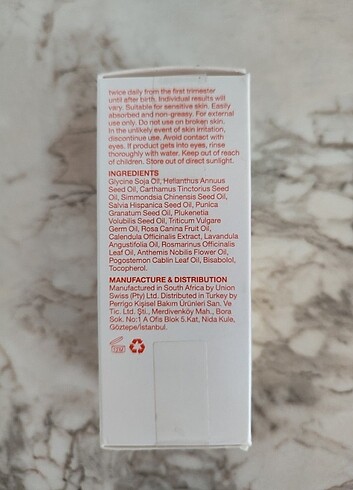 twice daily from the first trimester
until after birth. Individual results will
vary. Suitable for sensitive skin. Easily
absorbed and non-greasy. For external
use only. Do not use on broken skin.
In the unlikely event of skin irritation,
discontinue use. Avoid contact with
eyes. If product gets into eyes, rinse
thoroughly with water. Keep out of reach
of children. Store out of direct sunlight.
INGREDIENTS
Glycine Soja Oil, Helianthus Annuus
Seed Oil, Carthamus Tinctorius Seed
Oil, Simmondsia Chinensis Seed Oil,
Salvia Hispanica Seed Oil, Punica
Granatum Seed Oil, Plukenetia
Volubilis Seed Oil, Triticum Vulgare
Germ Oil, Rosa Canina Fruit Oil,
Calendula Officinalis Extract, Lavandula
Angustifolia Oil, Rosmarinus Officinalis
Leaf Oil, Anthemis Nobilis Flower Oil,
Pogostemon Cablin Leaf Oil, Bisabolol,
Tocopherol.
MANUFACTURE & DISTRIBUTION
Manufactured in South Africa by Union
Swiss (Pty) Ltd. Distributed in Turkey by
Perrigo Kişisel Bakım Ürünleri San. Ve
Tic. Ltd. Şti., Merdivenköy Mah., Bora
Sok. No:1 A Ofis Blok 5.Kat, Nida Kule,
Göztepe/İstanbul.